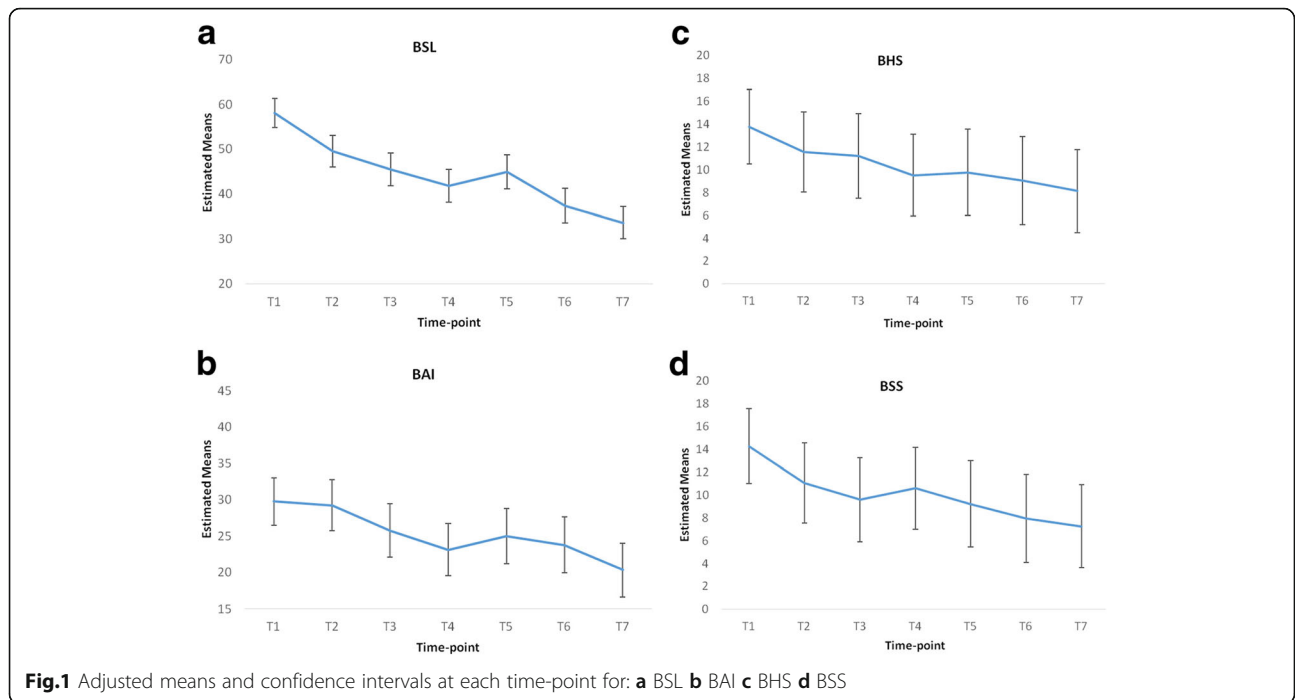 a
BSL
Estimated Means
70
60
50
40
30
20
T1 T2 T3 T4 T5 T6 T7
Time-point
b
BAI
Estimated Means
45
40
35
30
25
20
15
T1 T2 T3 T4 T5 T6 T7
Time-point
c
BHS
Estimated Means
20
18
16
14
12
10
8
6
4
2
0
T1 T2 T3 T4 T5 T6 T7
Time-point
d
BSS
Estimated Means
20
18
16
14
12
10
8
6
4
2
0
T1 T2 T3 T4 T5 T6 T7
Time-point
Fig.1 Adjusted means and confidence intervals at each time-point for: a BSL b BAI c BHS d BSS